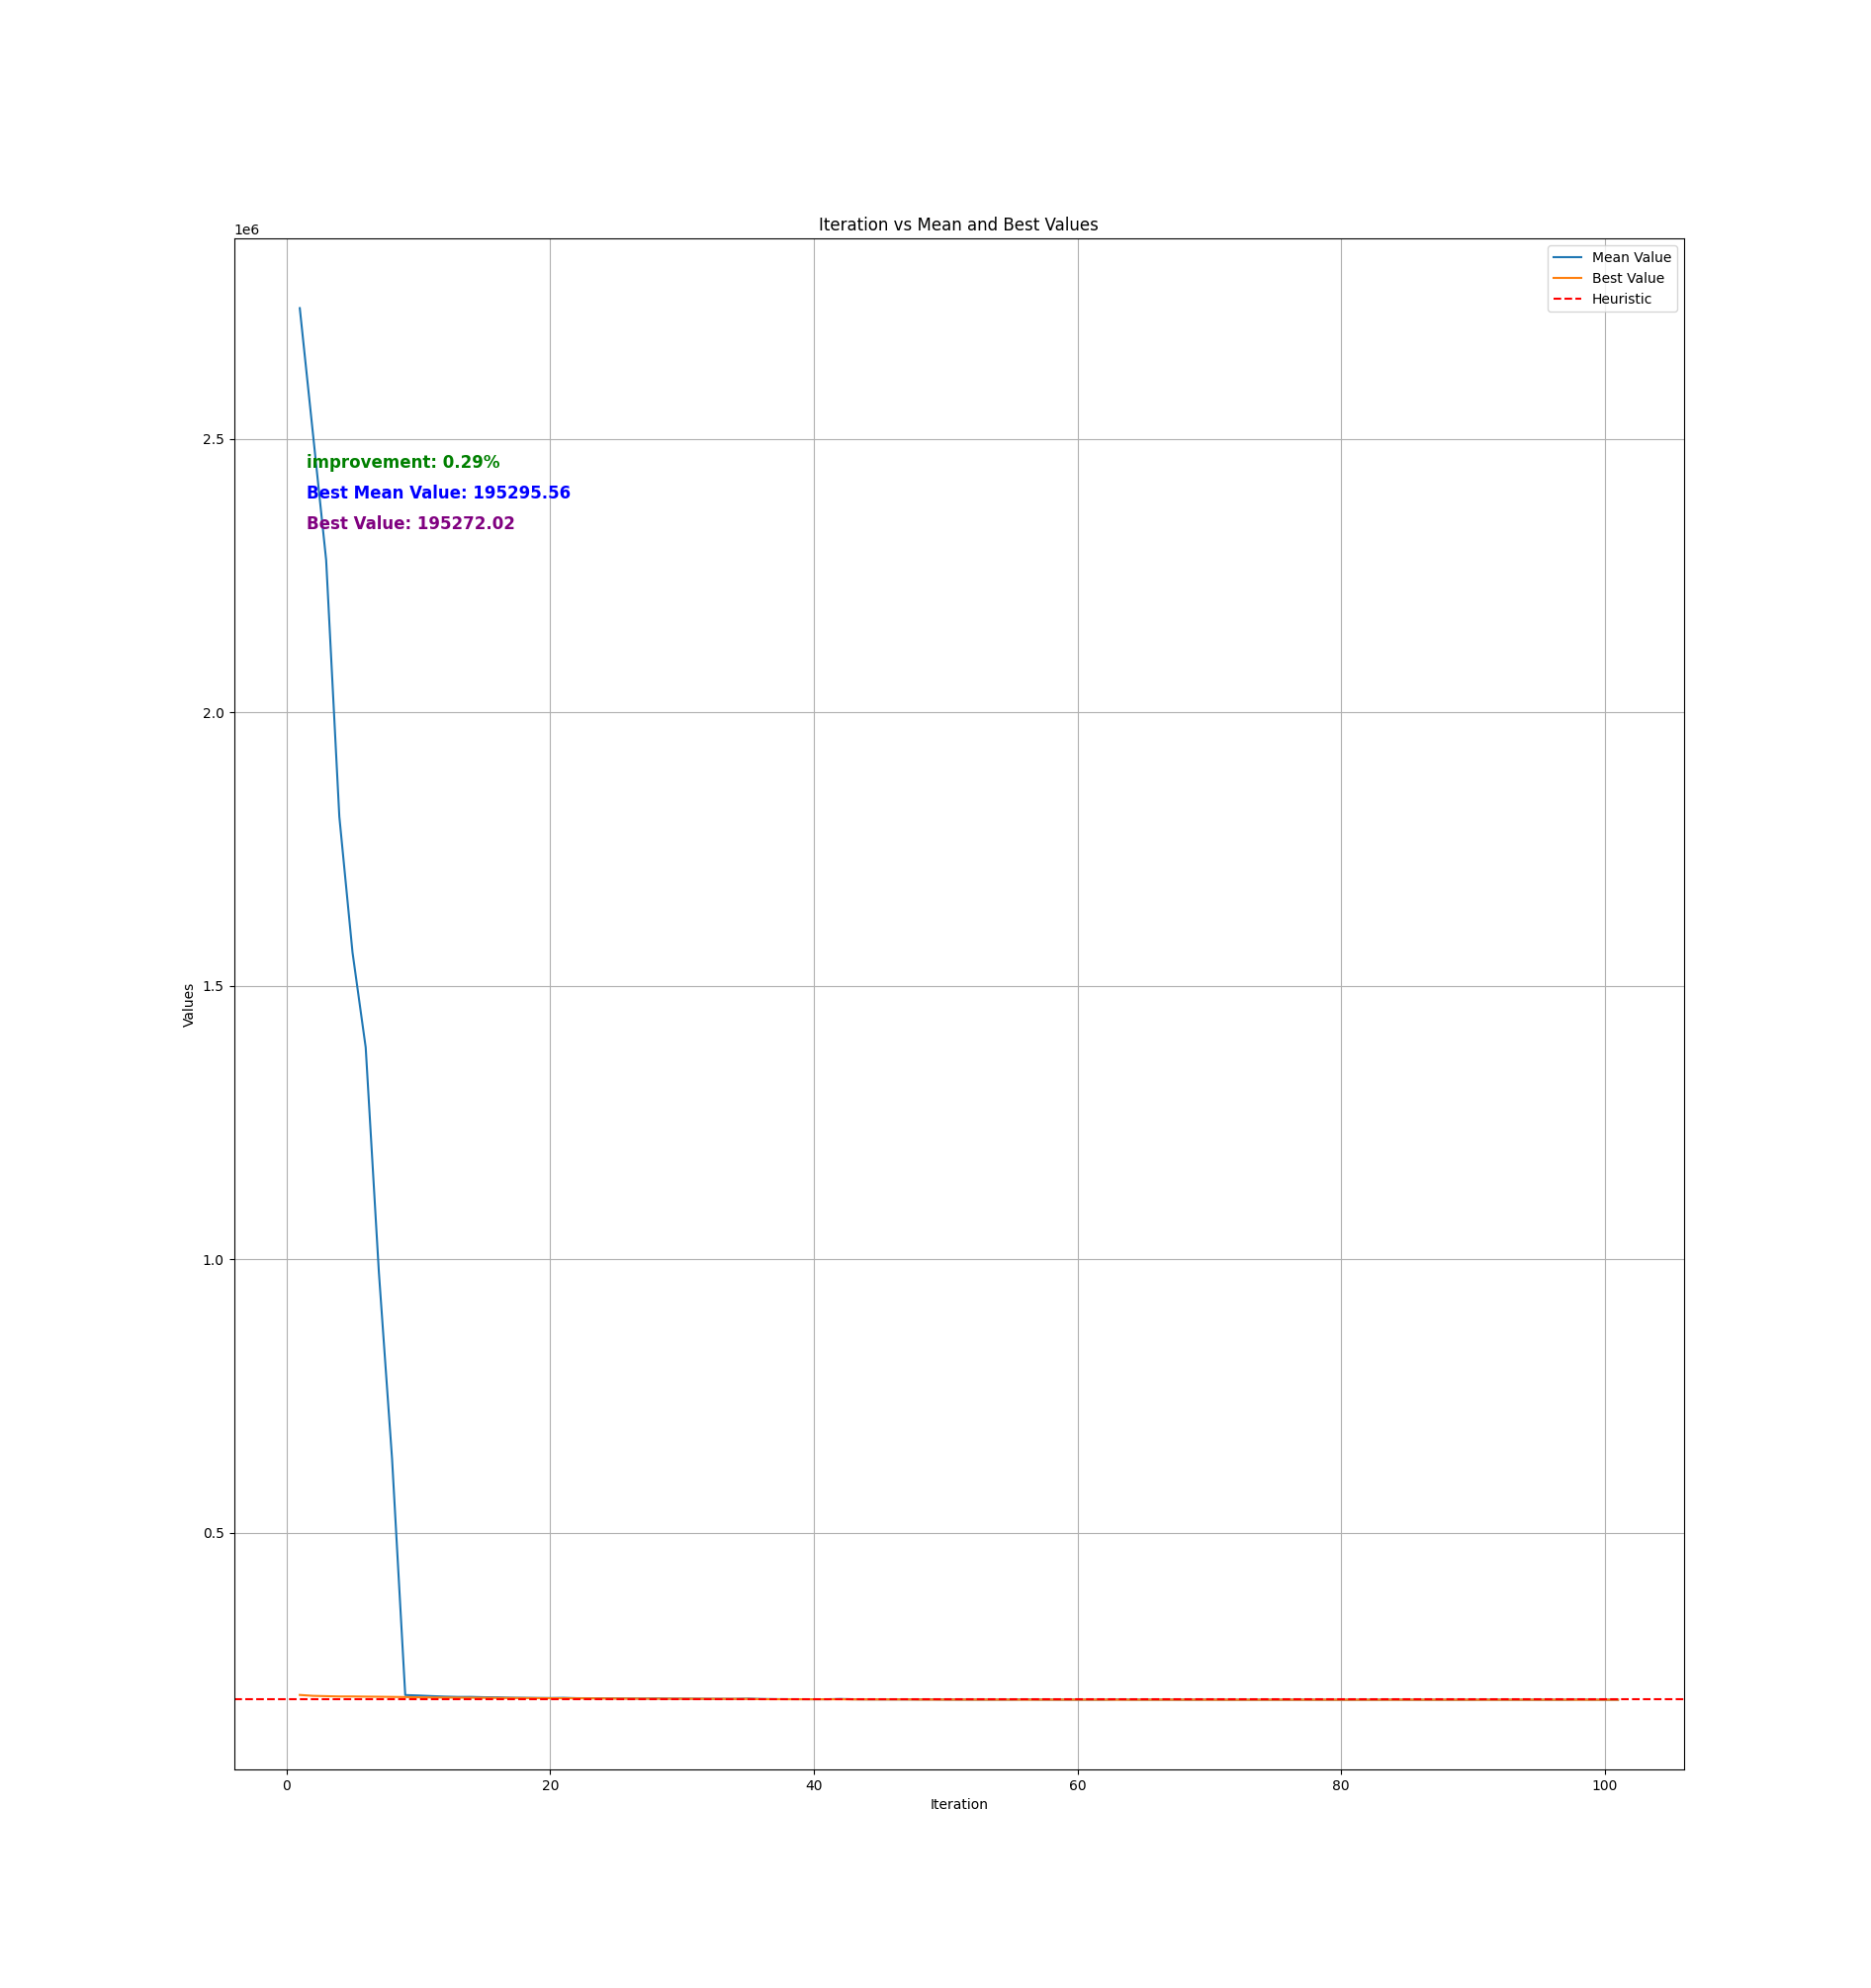 Iteration vs Mean and Best Values
1e6
Mean Value
Best Value
Heuristic
2.5
improvement: 0.29%
Best Mean Value: 195295.56
Best Value: 195272.02
2.0
1.5
Values
1.0
0.5
0 20 40 60 80 100
Iteration